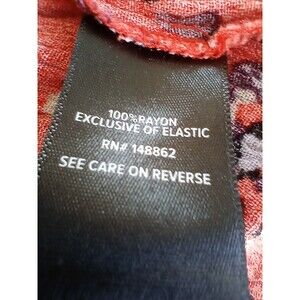 100% RAYON
EXCLUSIVE OF ELASTIC
RN# 148862
SEE CARE ON REVERSE